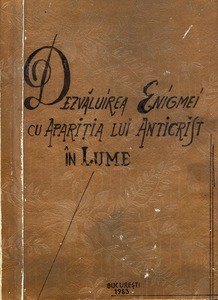 Dezvăluirea Enigmei
cu Apariția lui Anticrist
în Lume
București
1983